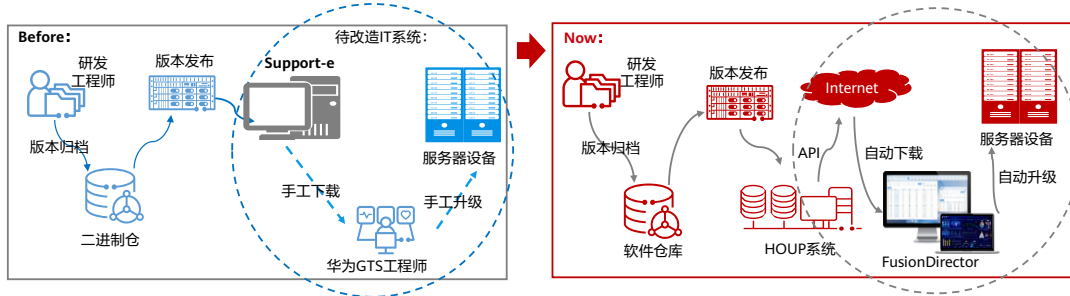 Before：
待改造IT系统：
研发
工程师
版本发布
Support-e
版本归档
服务器设备
手工下载
手工升级
二进制仓
华为GTS工程师
Now：
研发
工程师
版本发布
Internet
服务器设备
版本归档
API
自动下载
自动升级
软件仓库
HOUP系统
FusionDirector